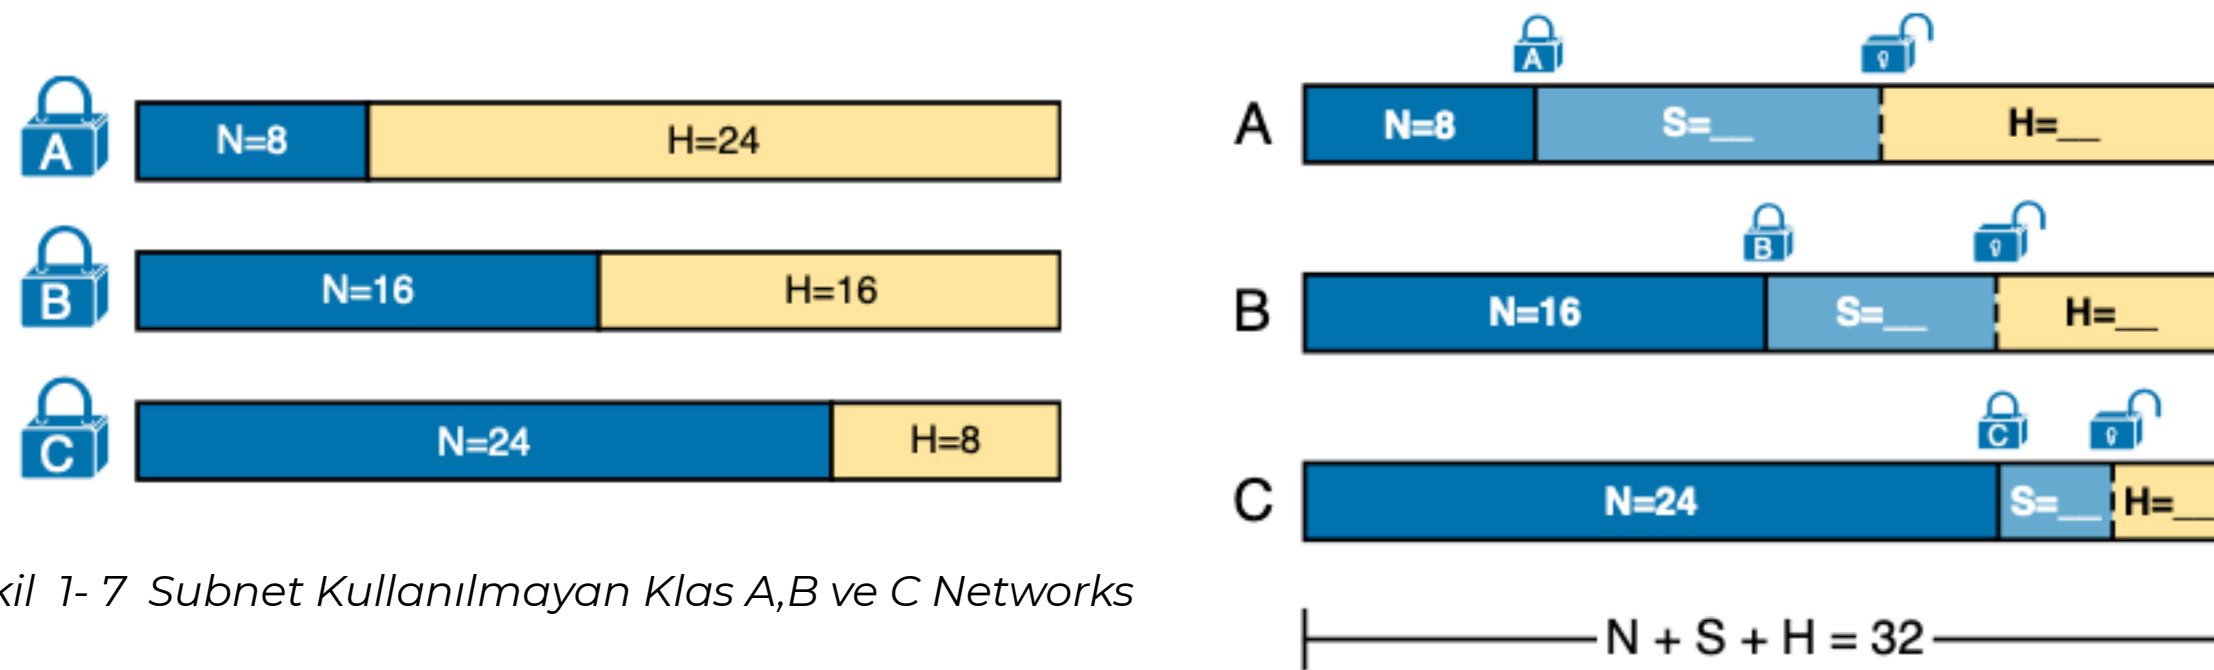 A
N=8 H=24
B
N=16 H=16
C
N=24 H=8
kil 1- 7 Subnet Kullanılmayan Klas A,B ve C Networks
A
A N=8 S=__ H=__
B
B N=16 S=__ H=__
C
C N=24 S=__ H=__
N + S + H = 32